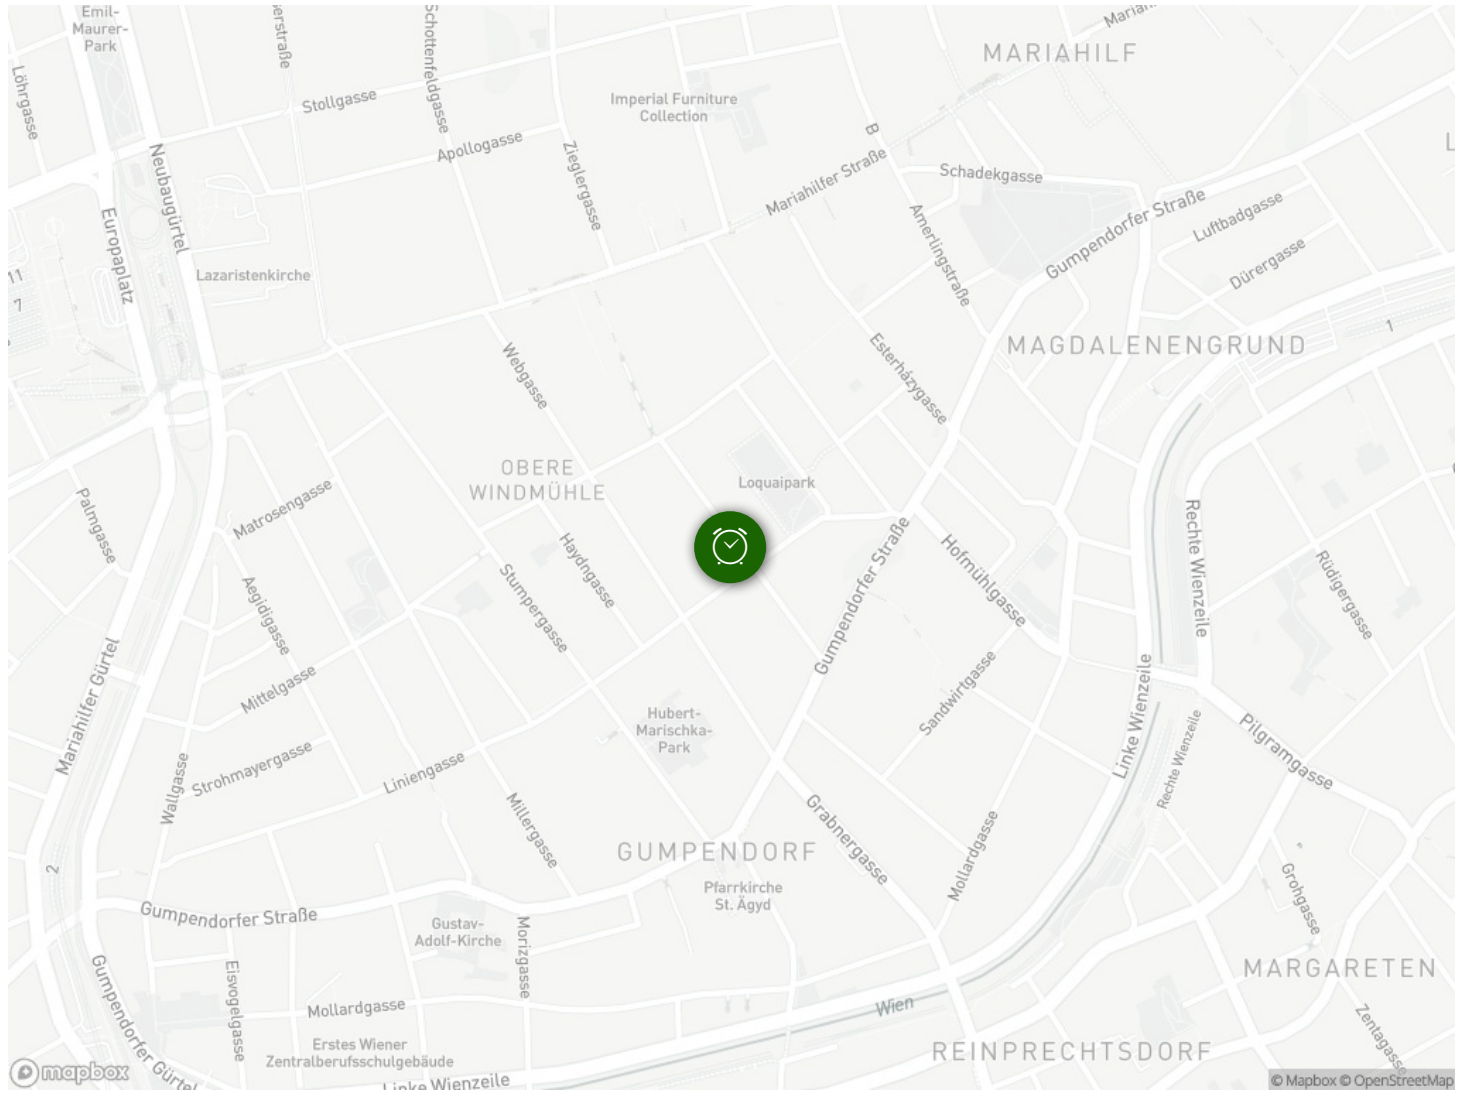 Emil-
Maurer-
Park
Schottenfeldgasse
MARIAHILF
Löhrgasse
Stollgasse
Imperial Furniture
Collection
Apollogasse
Zieglergasse
B
Neubaugürtel
Mariahilfer Straße
Schadekgasse
Europaplatz
Amerlingstraße
Gumpendorfer Straße
Luftbadgasse
Dürergasse
Lazaristenkirche
11
7
1
MAGDALENENGRUND
Webgasse
Esterházygasse
OBERE
WINDMÜHLE
Loquaipark
Matrosengasse
Palmgasse
Haydngasse
Stumpergasse
Gumpendorfer Straße
Hofmühlgasse
Rechte Wienzeile
Rüdigergasse
Aegidigasse
Mittelgasse
Mariahilfer Gürtel
Hubert-
Marischka-
Park
Sandwirtgasse
Linke Wienzeile
Rechte Wienzeile
Pilgramgasse
Strohmayergasse
Wallgasse
Liniengasse
Millergasse
Grabnergasse
Mollardgasse
GUMPENDORF
2
Pfarrkirche
St. Ägyd
Grohgasse
Gumpendorfer Straße
Gustav-
Adolf-Kirche
Morizgasse
MARGARETEN
Eisvogelgasse
Gumpendorfer Gürtel
Mollardgasse
Wien
Zentagasse
Erstes Wiener
Zentralberufsschulgebäude
REINPRECHTSDORF
Linke Wienzeile
mapbox
© Mapbox © OpenStreetMap